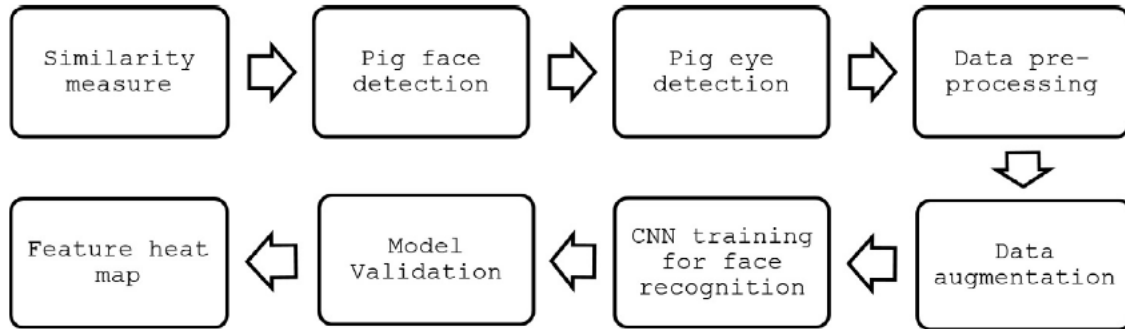 Similarity
measure
Pig face
detection
Pig eye
detection
Data pre-
processing
Data
augmentation
CNN training
for face
recognition
Model
Validation
Feature heat
map